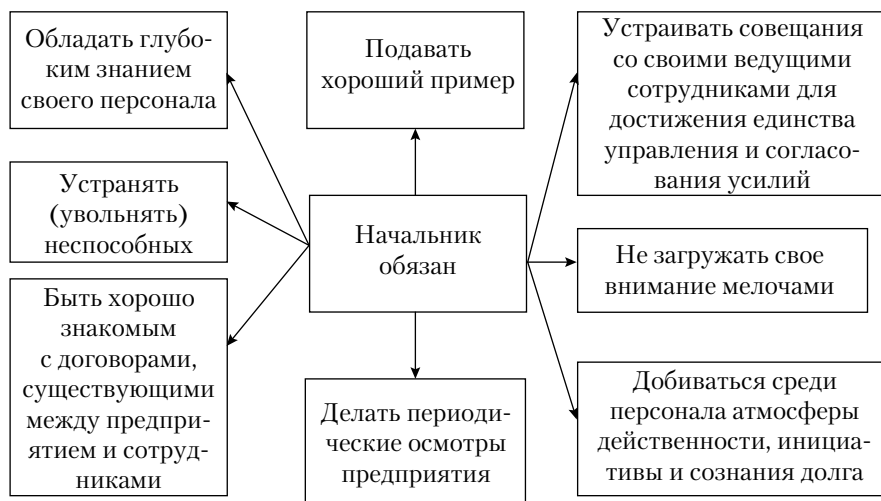 Обладать глубо-
ким знанием
своего персонала
Подавать
хороший пример
Устраивать совещания
со своими ведущими
сотрудниками для
достижения единства
управления и согласо-
вания усилий
Устранять
(увольнять)
неспособных
Начальник
обязан
Не загружать свое
внимание мелочами
Быть хорошо
знакомым
с договорами,
существующими
между предпри-
ятием и сотруд-
никами
Делать периоди-
ческие осмотры
предприятия
Добиваться среди
персонала атмосферы
действенности, инициа-
тивы и сознания долга